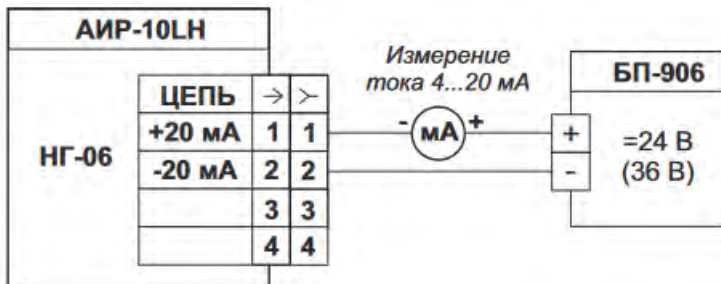 АИР-10LH
Измерение
тока 4...20 мА
БП-906
ЦЕПЬ
+20 мА 1 1
- мА +
+
=24 В
НГ-06
-20 мА 2 2
-
(36 В)
3 3
4 4